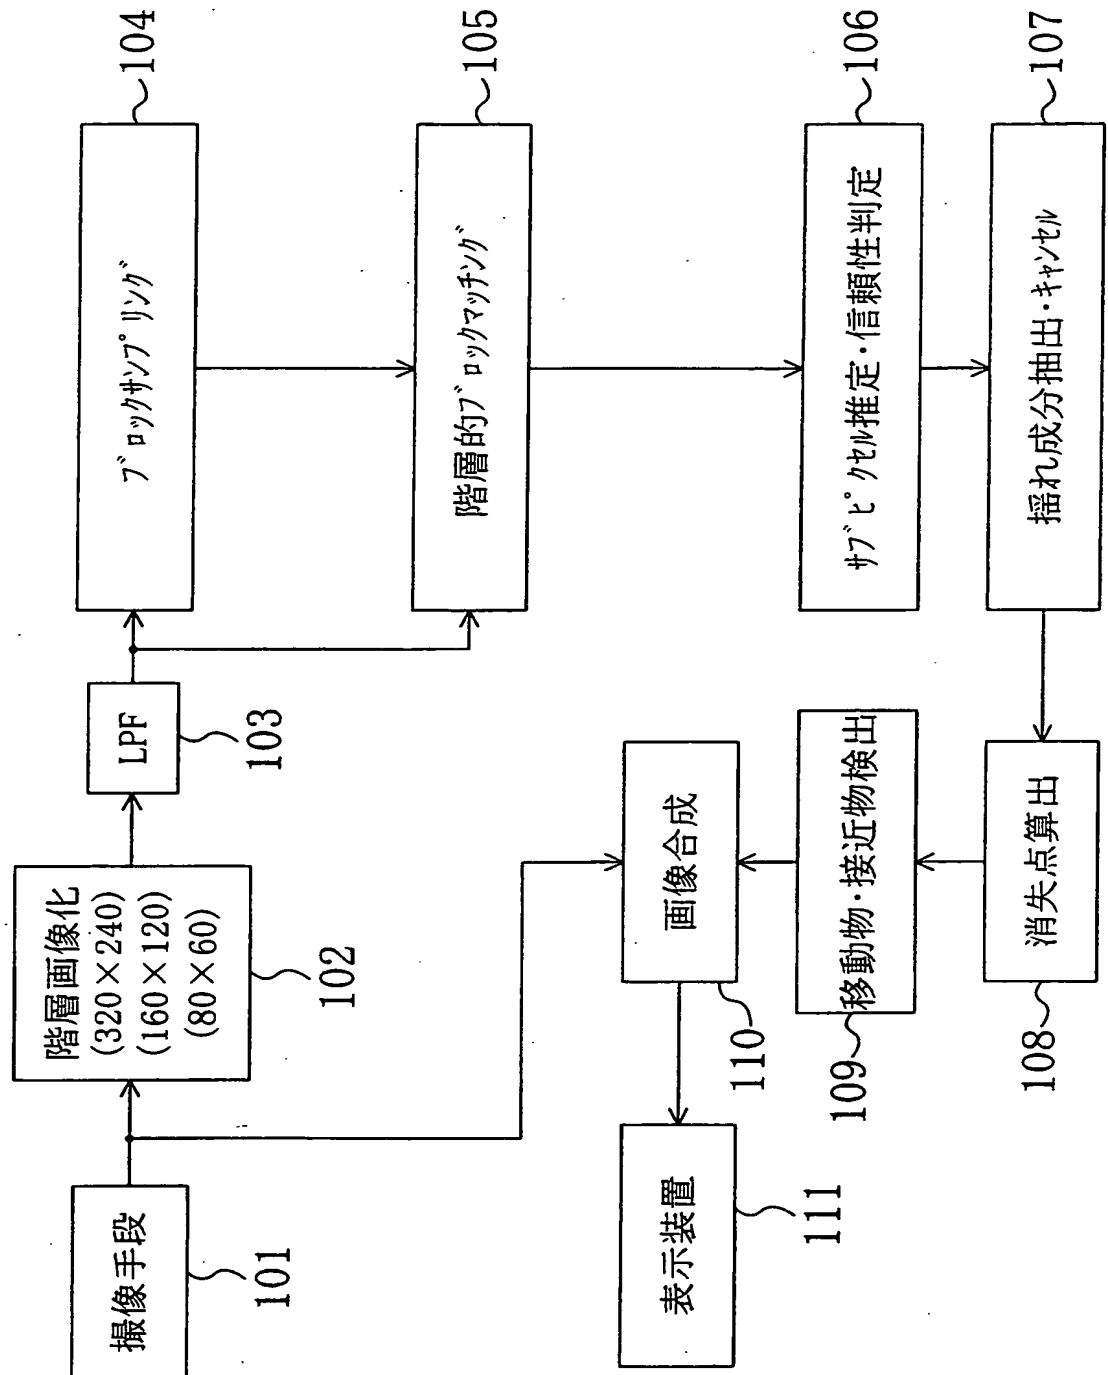 撮像手段
101
階層画像化
(320×240)
(160×120)
(80×60)
102
LPF
103
ブロックサンプリング
104
階層的ブロックマッチング
105
サブピクセル推定・信頼性判定
106
揺れ成分抽出・キャンセル
107
消失点算出
108
移動物・接近物検出
109
画像合成
110
表示装置
111